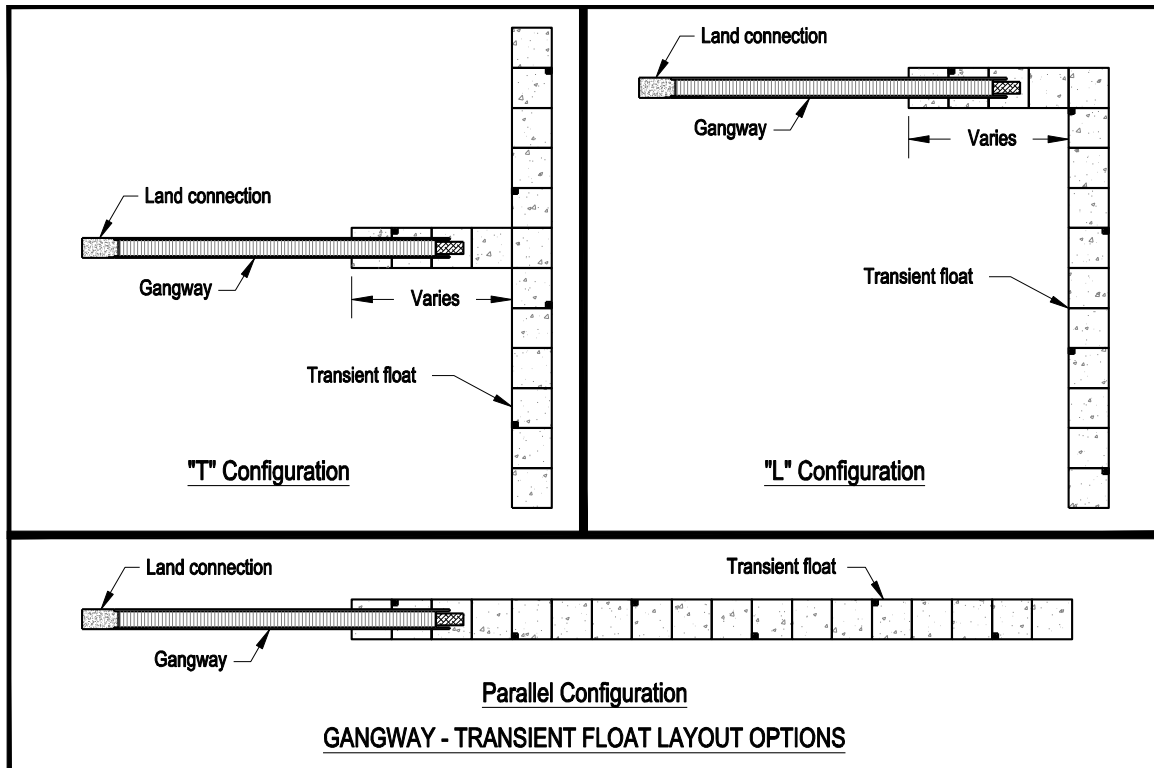 Land connection
Gangway
Varies
Transient float
"T" Configuration
Land connection
Gangway
Varies
Transient float
"L" Configuration
Land connection
Transient float
Gangway
Parallel Configuration
GANGWAY - TRANSIENT FLOAT LAYOUT OPTIONS